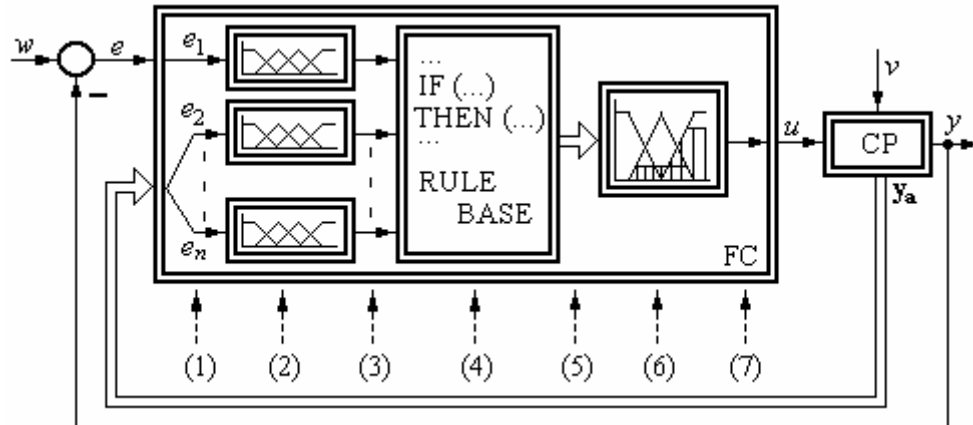 w
e
e1
e2
en
...
IF (...)
THEN (...)
...
RULE
BASE
FC
u
v
CP
y
ya
−
(1) (2) (3) (4) (5) (6) (7)